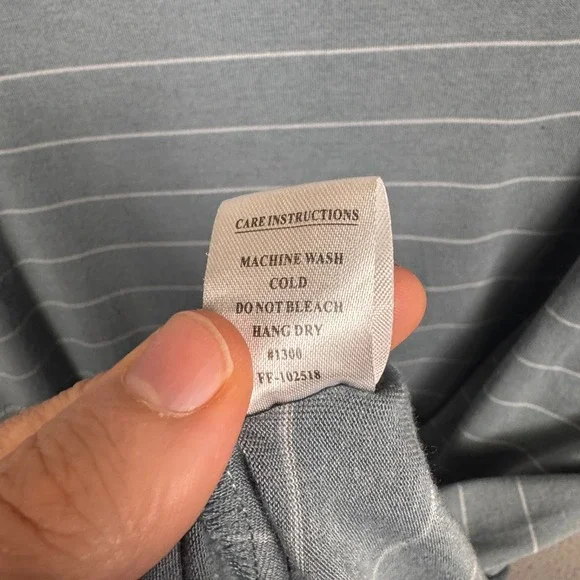 CARE INSTRUCTIONS
MACHINE WASH
COLD
DO NOT BLEACH
HANG DRY
#1300
FF-102518